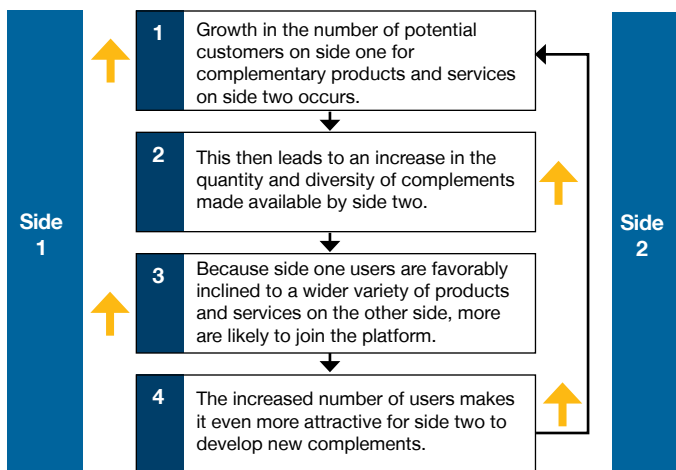 Side
1
1
Growth in the number of potential
customers on side one for
complementary products and services
on side two occurs.
2
This then leads to an increase in the
quantity and diversity of complements
made available by side two.
3
Because side one users are favorably
inclined to a wider variety of products
and services on the other side, more
are likely to join the platform.
4
The increased number of users makes
it even more attractive for side two to
develop new complements.
Side
2